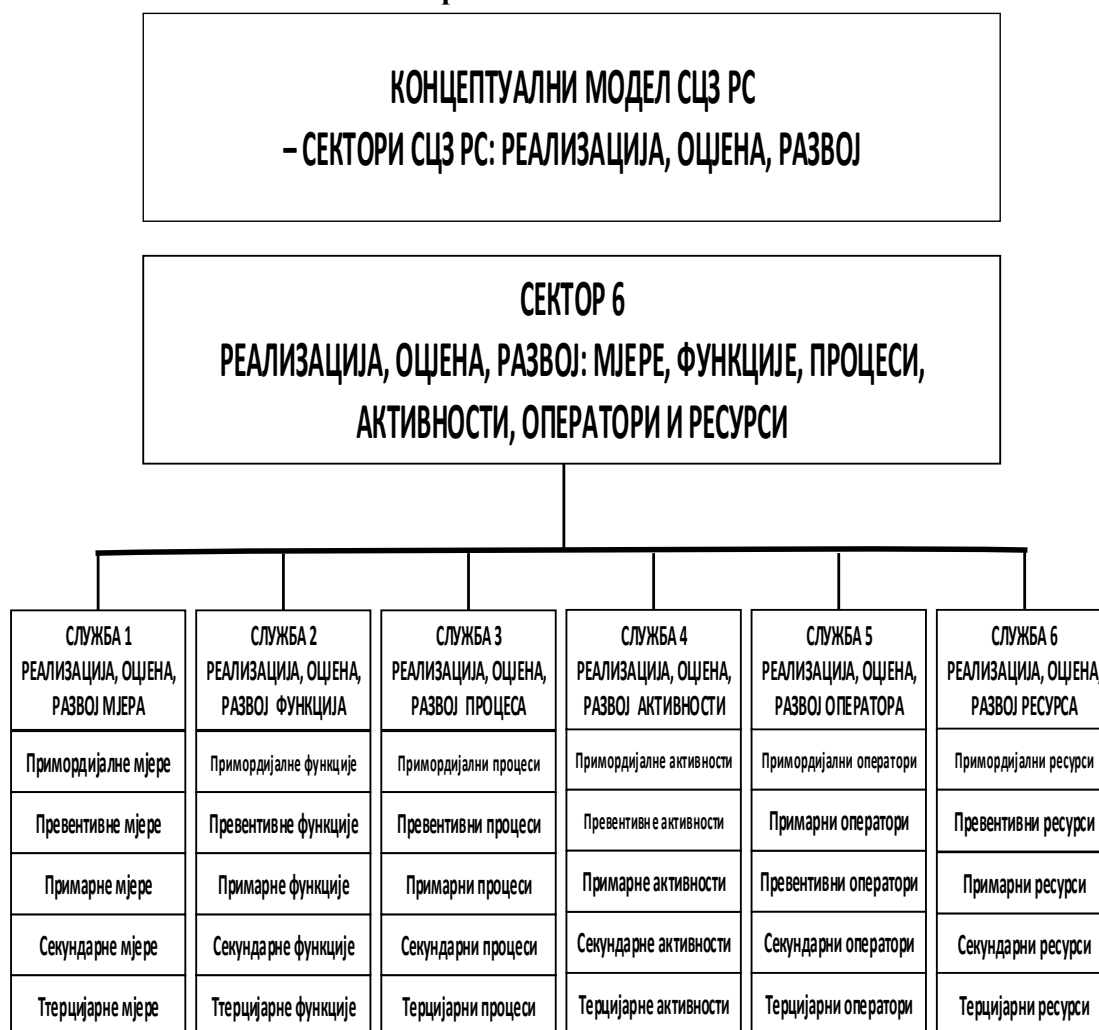 КОНЦЕПТУАЛНИ МОДЕЛ СЦЗ РС
– СЕКТОРИ СЦЗ РС: РЕАЛИЗАЦИЈА, ОЦЈЕНА, РАЗВОЈ
СЕКТОР 6
РЕАЛИЗАЦИЈА, ОЦЈЕНА, РАЗВОЈ: МЈЕРЕ, ФУНКЦИЈЕ, ПРОЦЕСИ,
АКТИВНОСТИ, ОПЕРАТОРИ И РЕСУРСИ
СЛУЖБА 1
РЕАЛИЗАЦИЈА, ОЦЈЕНА,
РАЗВОЈ МЈЕРА
Примордијалне мјере
Превентивне мјере
Примарне мјере
Секундарне мјере
Ттерцијарне мјере
СЛУЖБА 2
РЕАЛИЗАЦИЈА, ОЦЈЕНА,
РАЗВОЈ ФУНКЦИЈА
Примордијалне функције
Превентивне функције
Примарне функције
Секундарне функције
Ттерцијарне функције
СЛУЖБА 3
РЕАЛИЗАЦИЈА, ОЦЈЕНА,
РАЗВОЈ ПРОЦЕСА
Примордијални процеси
Превентивни процеси
Примарни процеси
Секундарни процеси
Терцијарни процеси
СЛУЖБА 4
РЕАЛИЗАЦИЈА, ОЦЈЕНА,
РАЗВОЈ АКТИВНОСТИ
Примордијалне активности
Превентивне активности
Примарне активности
Секундарне активности
Терцијарне активности
СЛУЖБА 5
РЕАЛИЗАЦИЈА, ОЦЈЕНА,
РАЗВОЈ ОПЕРАТОРА
Примордијални оператори
Примарни оператори
Превентивни оператори
Секундарни оператори
Терцијарни оператори
СЛУЖБА 6
РЕАЛИЗАЦИЈА, ОЦЈЕНА,
РАЗВОЈ РЕСУРСА
Примордијални ресурси
Превентивни ресурси
Примарни ресурси
Секундарни ресурси
Терцијарни ресурси